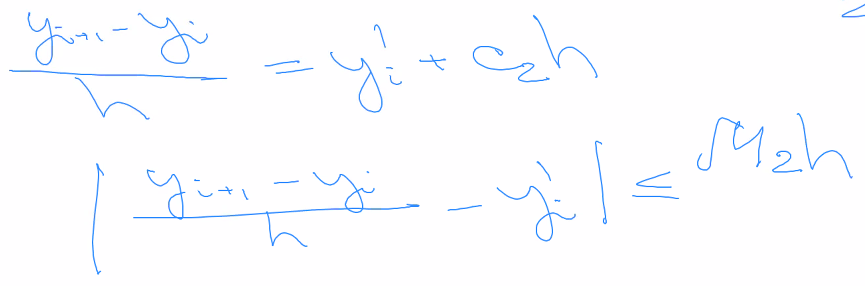 (y_{i+1} - y_i)/h = y'_i + c_2 h
|(y_{i+1} - y_i)/h - y'_i| ≤ M_2 h